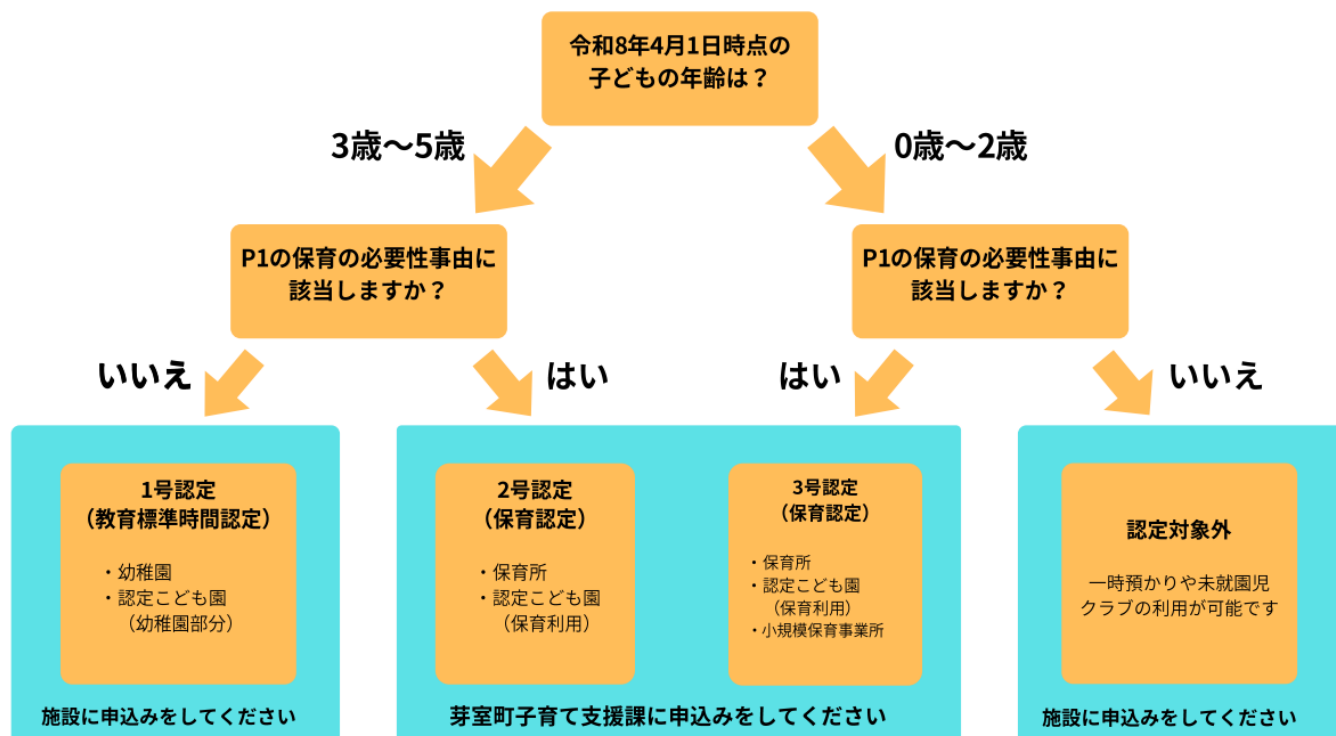 令和8年4月1日時点の
子どもの年齢は？
3歳～5歳
0歳～2歳
P1の保育の必要性事由に
該当しますか？
P1の保育の必要性事由に
該当しますか？
いいえ
はい
はい
いいえ
1号認定
（教育標準時間認定）
・幼稚園
・認定こども園
（幼稚園部分）
施設に申込みをしてください
2号認定
（保育認定）
・保育所
・認定こども園
（保育利用）
3号認定
（保育認定）
・保育所
・認定こども園
（保育利用）
・小規模保育事業所
芽室町子育て支援課に申込みをしてください
認定対象外
一時預かりや未就園児
クラブの利用が可能です
施設に申込みをしてください